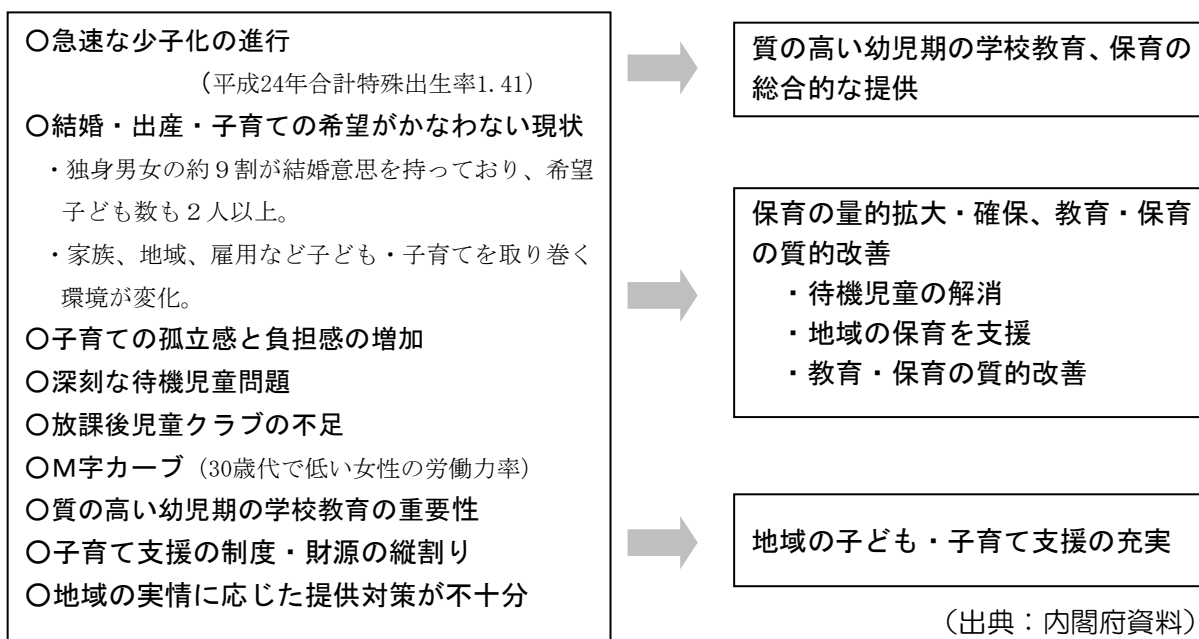 〇急速な少子化の進行
（平成24年合計特殊出生率1.41）
〇結婚・出産・子育ての希望がかなわない現状
・独身男女の約９割が結婚意思を持っており、希望
子ども数も２人以上。
・家族、地域、雇用など子ども・子育てを取り巻く
環境が変化。
〇子育ての孤立感と負担感の増加
〇深刻な待機児童問題
〇放課後児童クラブの不足
〇Ｍ字カーブ（30歳代で低い女性の労働力率）
〇質の高い幼児期の学校教育の重要性
〇子育て支援の制度・財源の縦割り
〇地域の実情に応じた提供対策が不十分
質の高い幼児期の学校教育、保育の
総合的な提供
保育の量的拡大・確保、教育・保育
の質的改善
・待機児童の解消
・地域の保育を支援
・教育・保育の質的改善
地域の子ども・子育て支援の充実
（出典：内閣府資料）